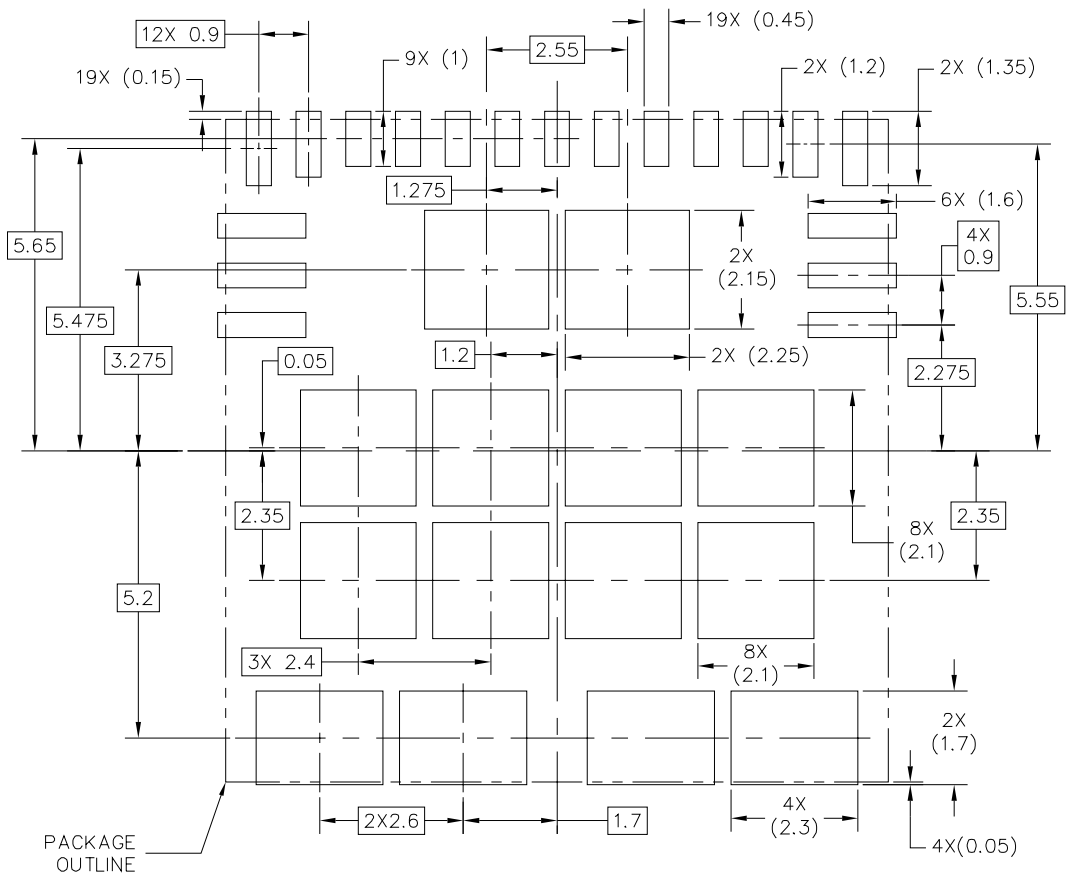 12X 0.9
19X (0.45)
2.55
9X (1)
2X (1.2)
2X (1.35)
19X (0.15)
1.275
6X (1.6)
5.65
4X
0.9
2X
(2.15)
5.55
5.475
3.275
0.05
1.2
2X (2.25)
2.275
2.35
2.35
8X
(2.1)
5.2
3X 2.4
8X
(2.1)
2X
(1.7)
2X2.6
1.7
4X
(2.3)
4X(0.05)
PACKAGE
OUTLINE